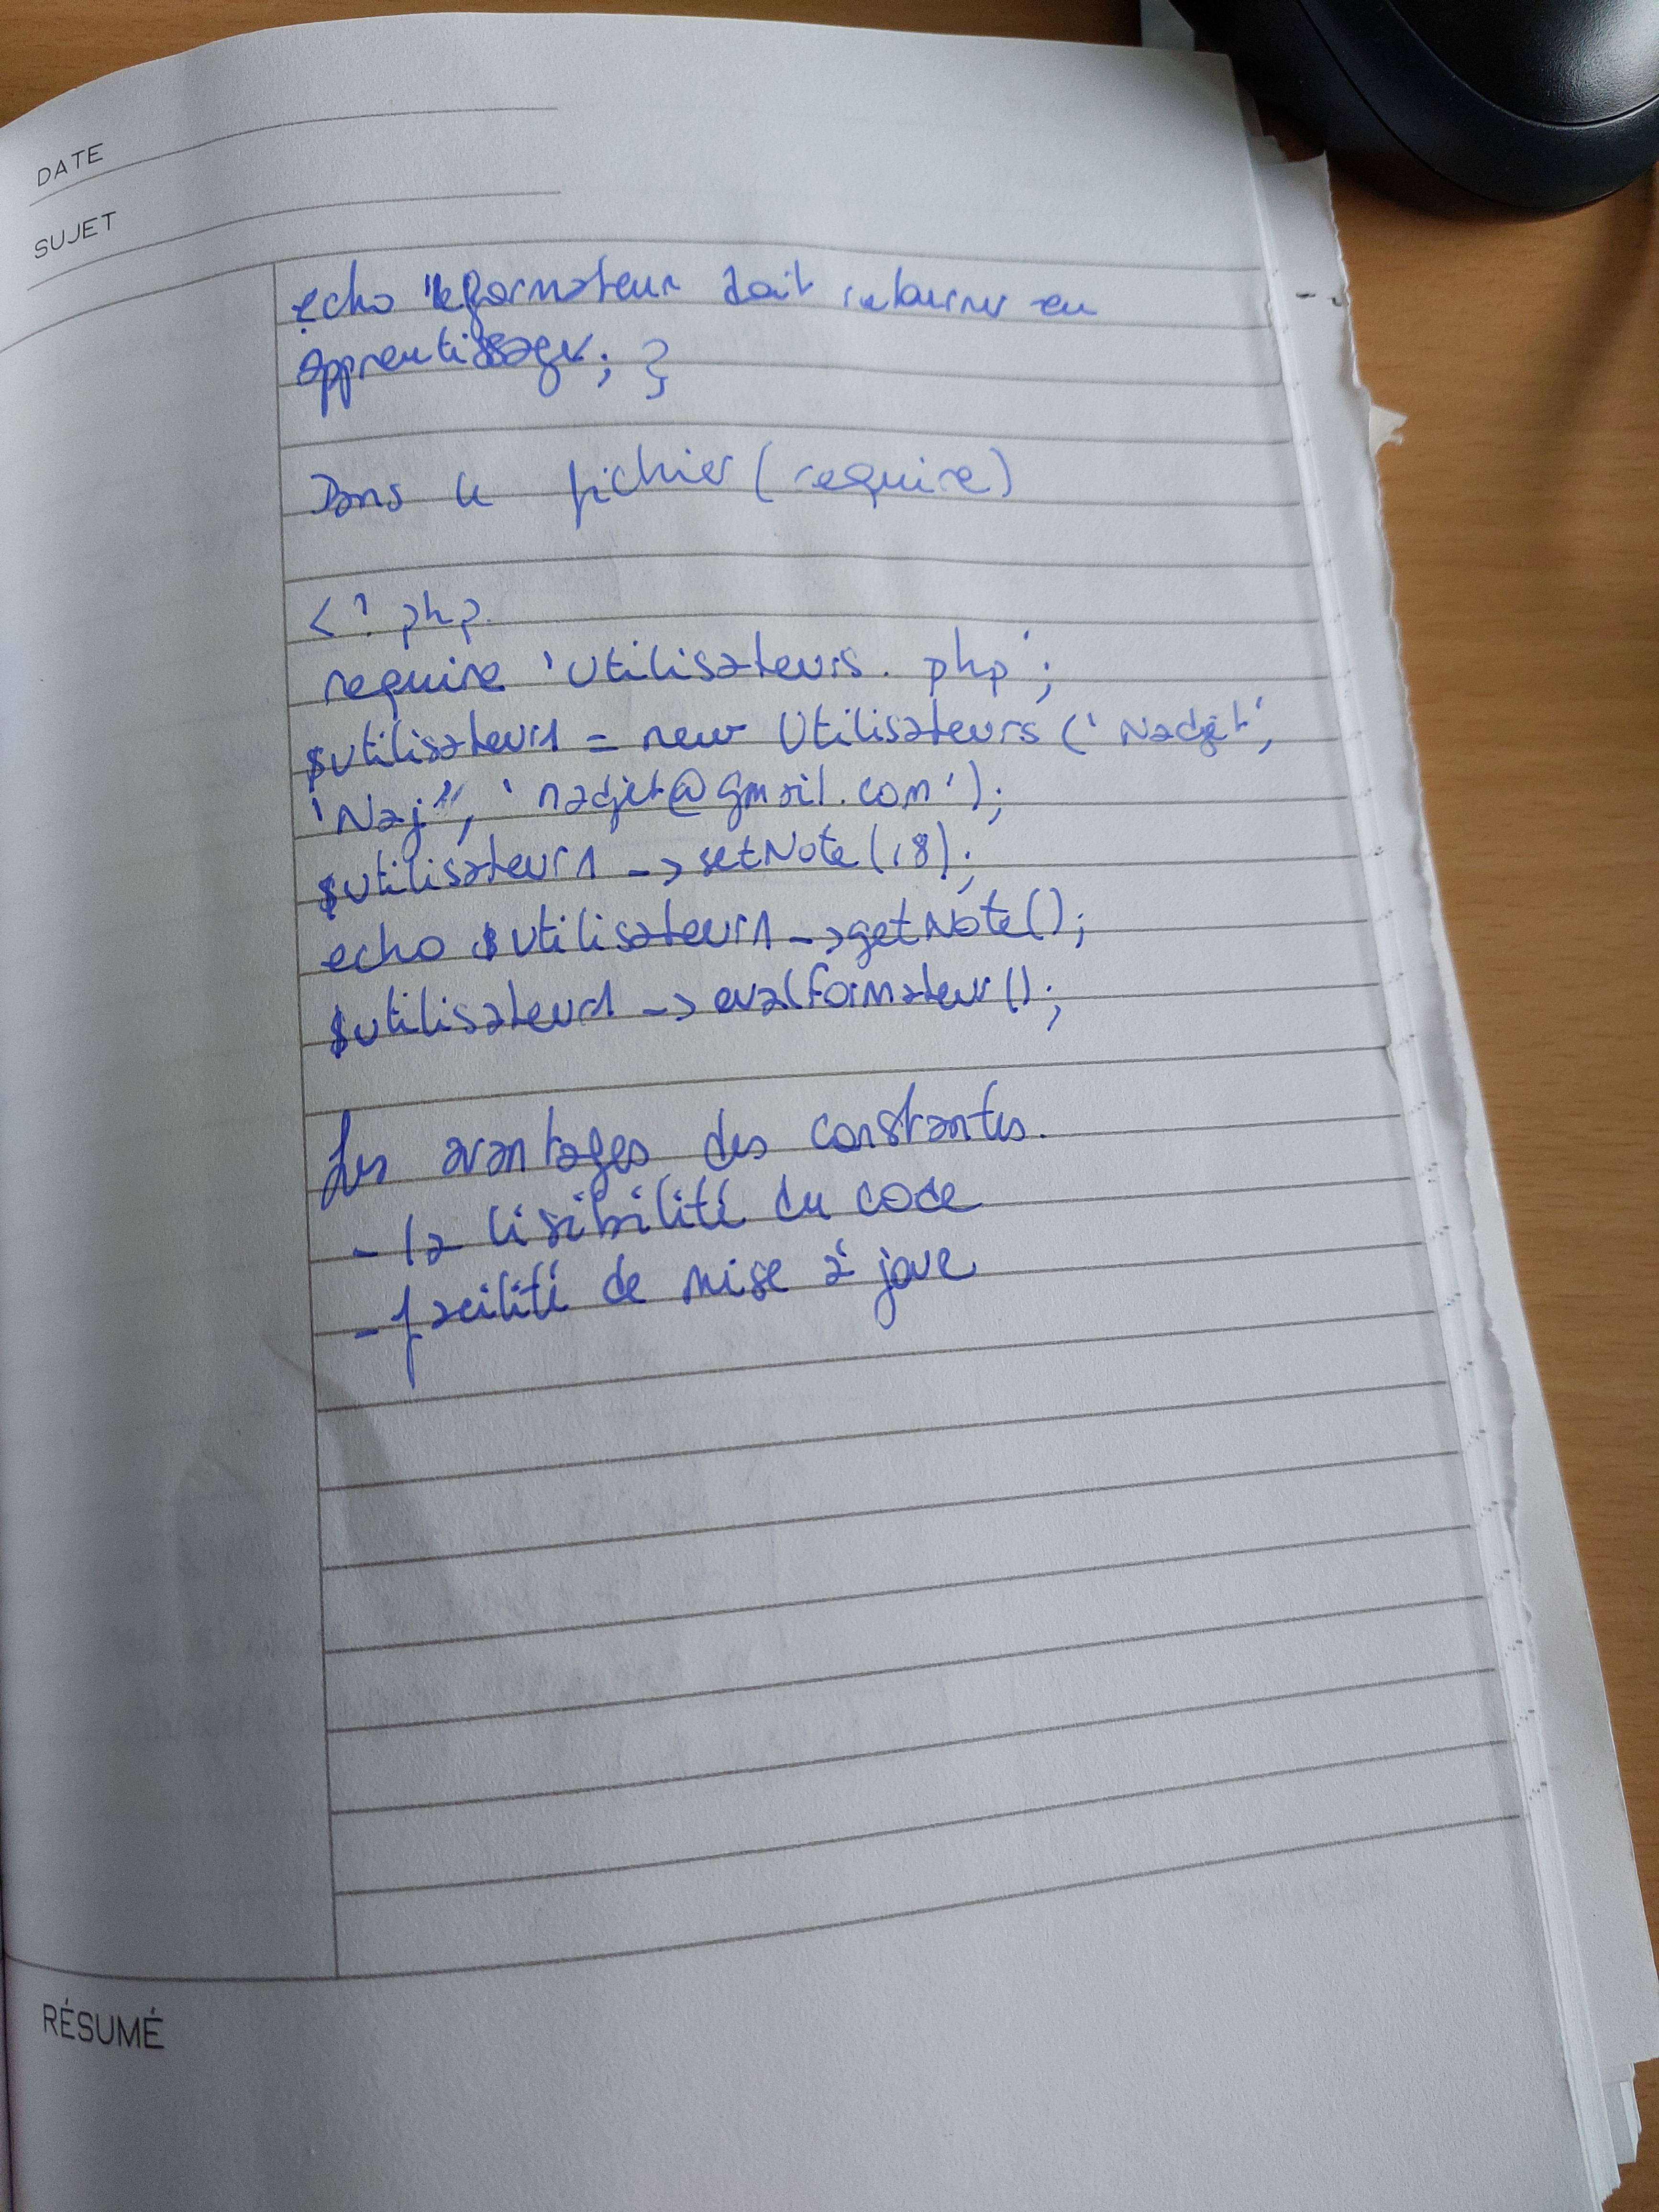 DATE
SUJET
echo "le formateur doit retourner en
apprentissage"; }
Dans le fichier (require)
<? php
require 'Utilisateurs.php';
$utilisateur1 = new Utilisateurs ('Nadjet',
'Naj", 'nadjet@gmail.com');
$utilisateur1 -> setNote(18);
echo $utilisateur1 ->getNote();
$utilisateur1 -> evalFormateur();
Les avantages des constantes.
- la lisibilité du code
- facilité de mise à jour
RÉSUMÉ